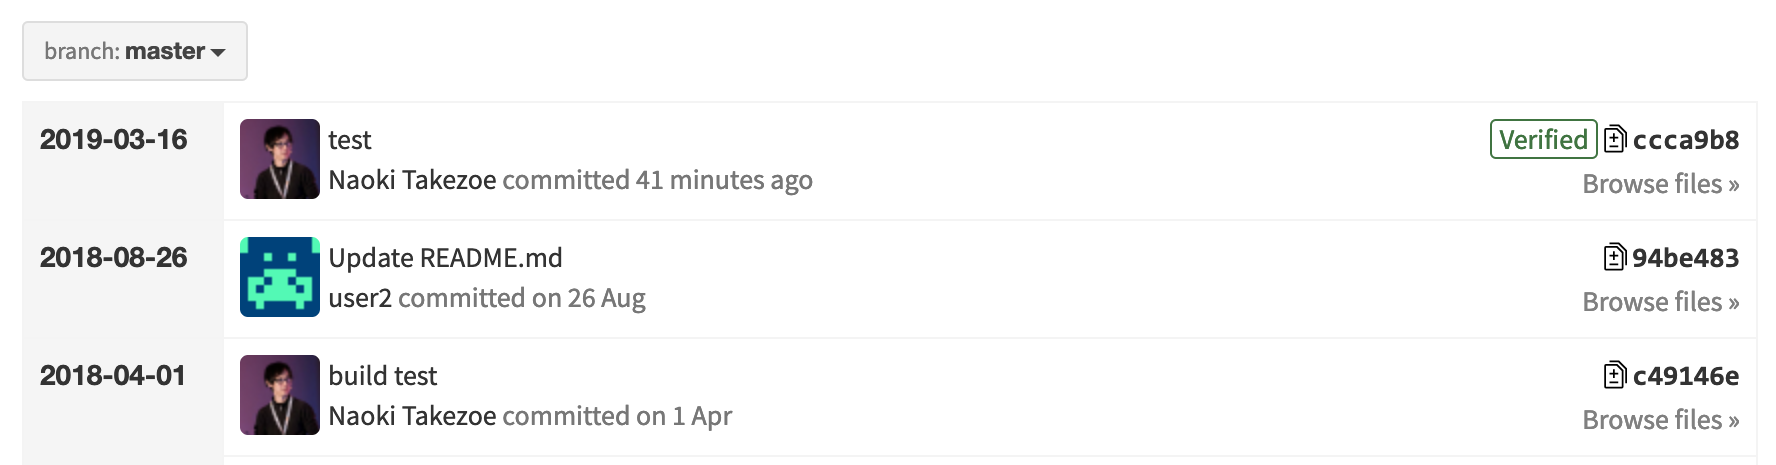 branch: master
2019-03-16
test
Verified ccca9b8
Naoki Takezoe committed 41 minutes ago
Browse files »
2018-08-26
Update README.md
94be483
user2 committed on 26 Aug
Browse files »
2018-04-01
build test
c49146e
Naoki Takezoe committed on 1 Apr
Browse files »